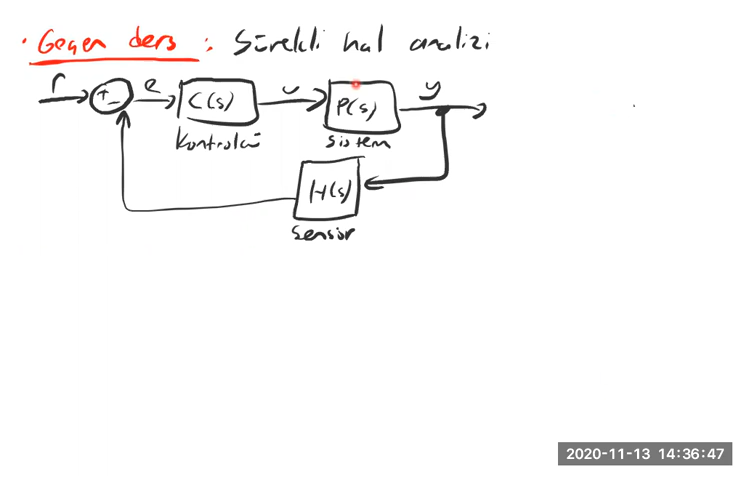 · Geçen ders : Sürekli hal analizi
r + - e C(s) u P(s) y
Kontrolcü sistem
H(s)
sensör
2020-11-13 14:36:47